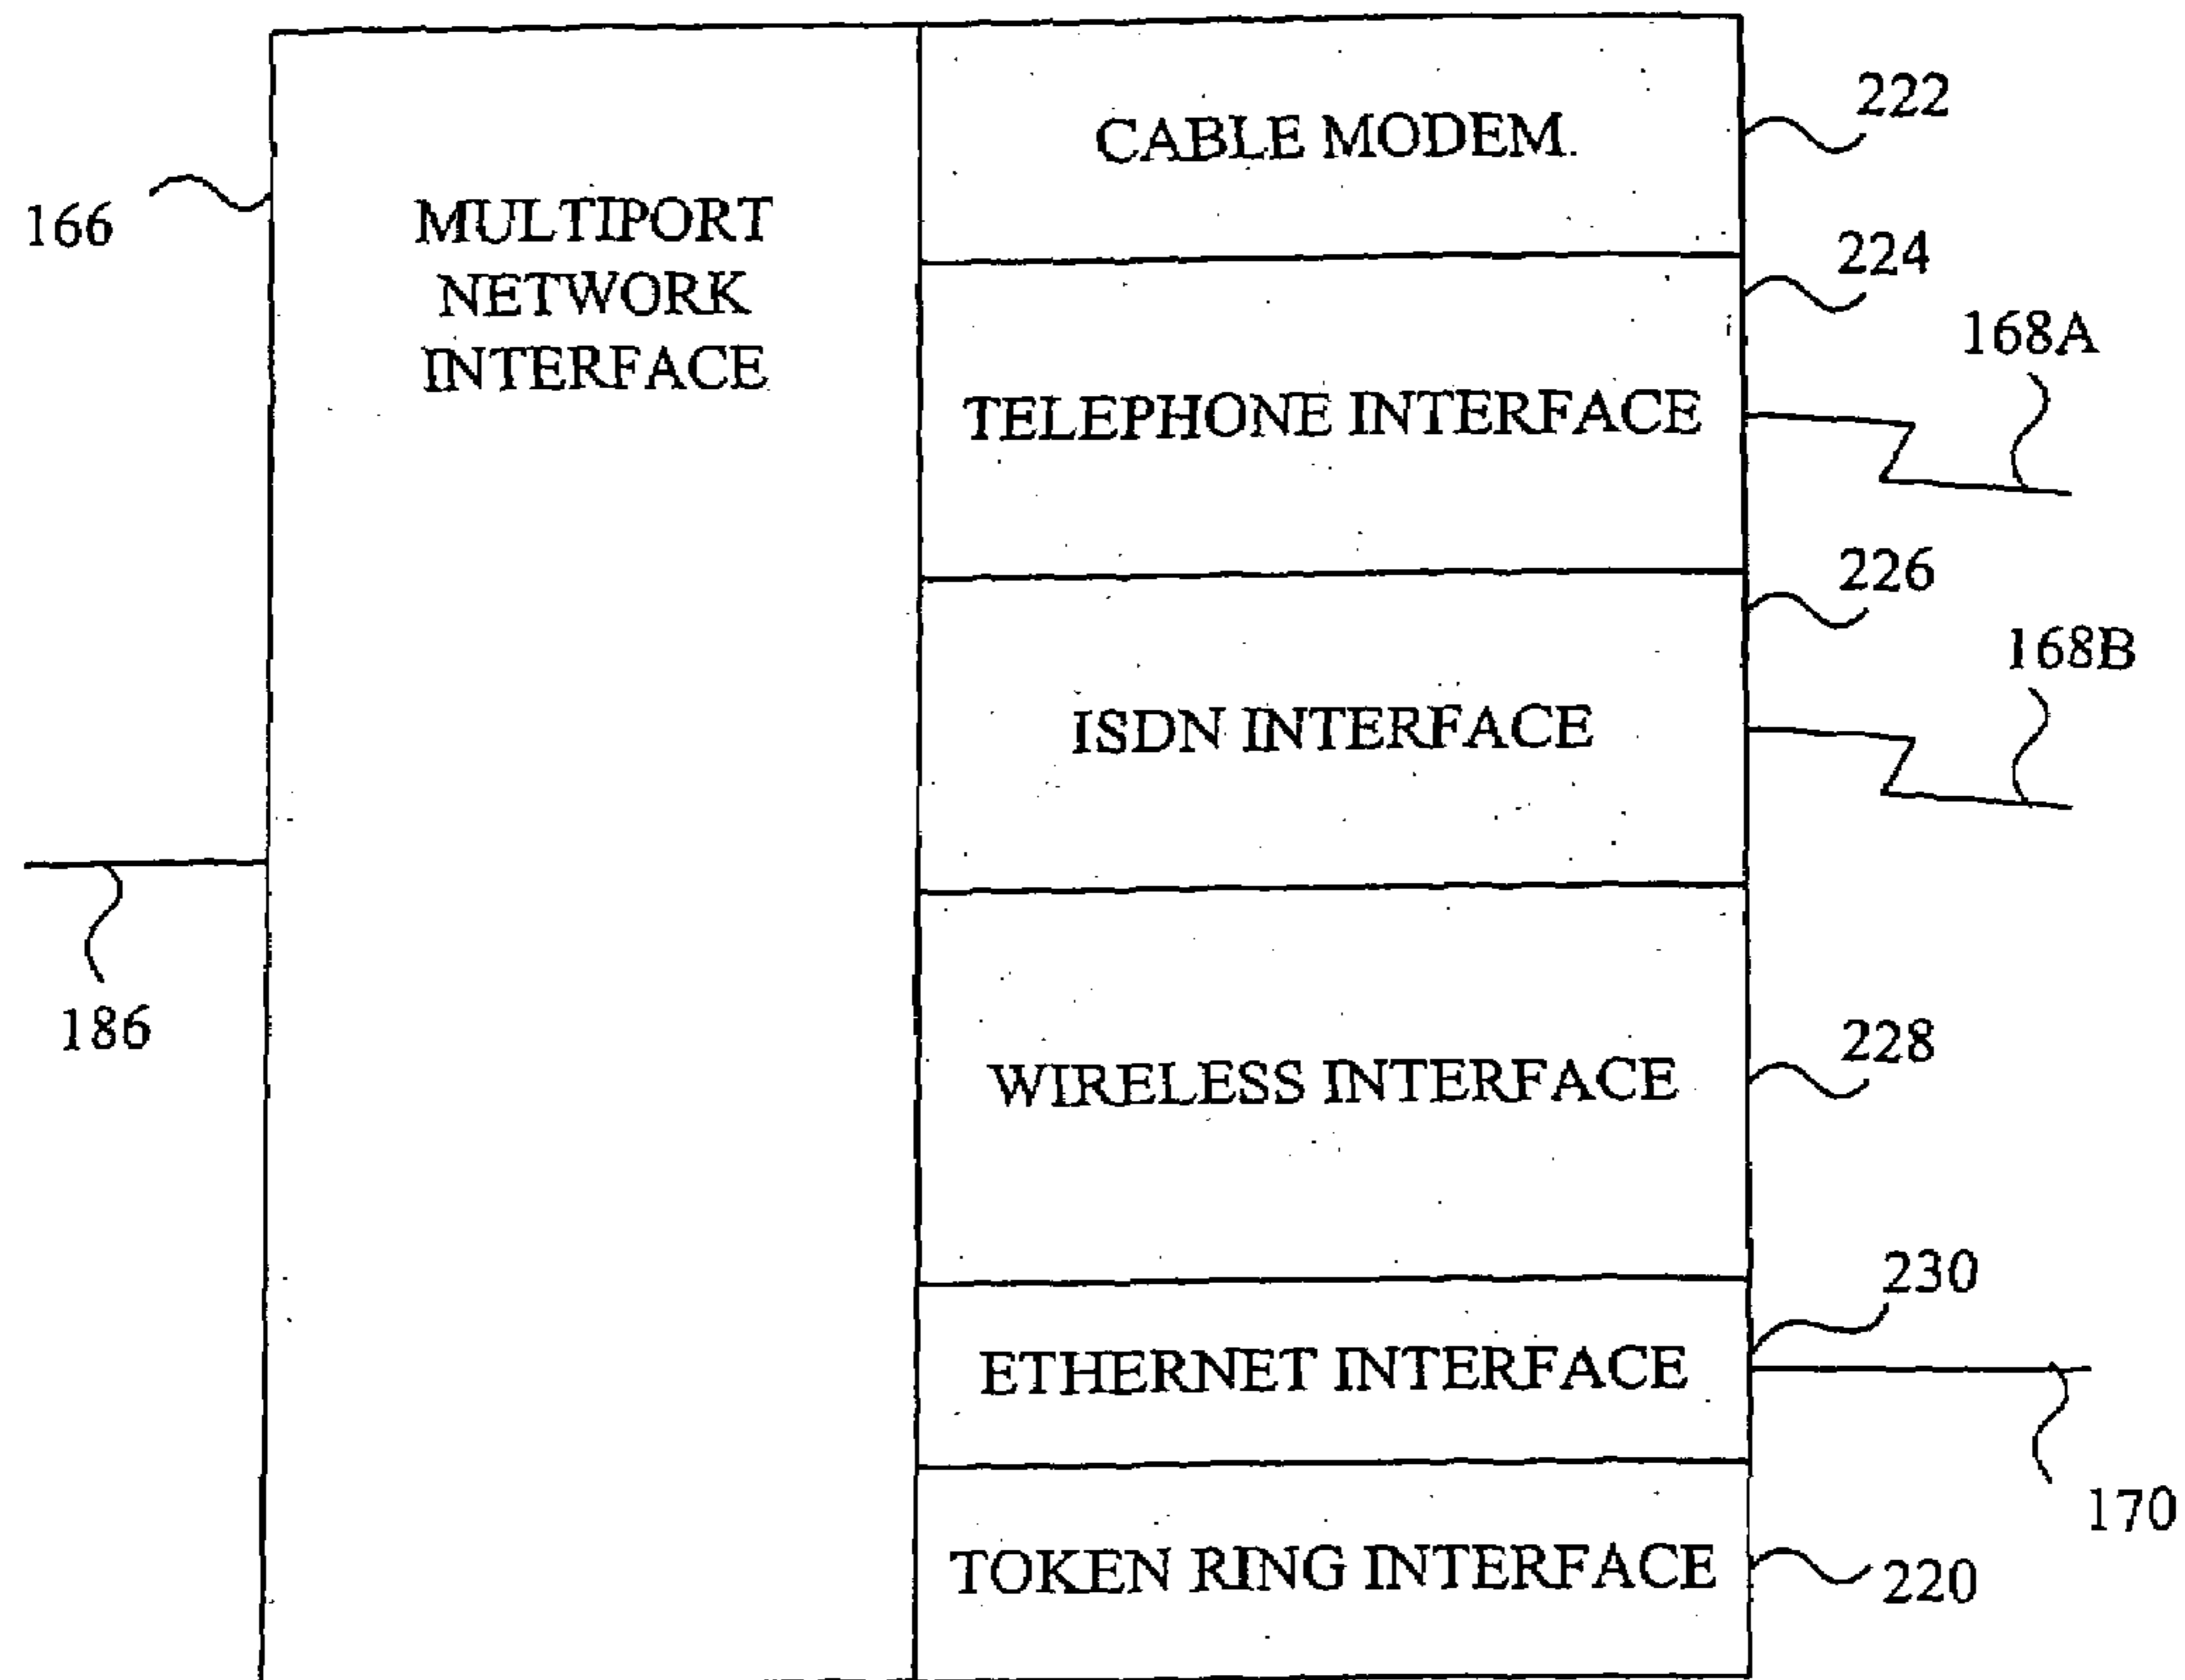 222
CABLE MODEM.
166
MULTIPORT
NETWORK
INTERFACE
224
168A
TELEPHONE INTERFACE
226
168B
ISDN INTERFACE
186
228
WIRELESS INTERFACE
230
ETHERNET INTERFACE
170
TOKEN RING INTERFACE
220